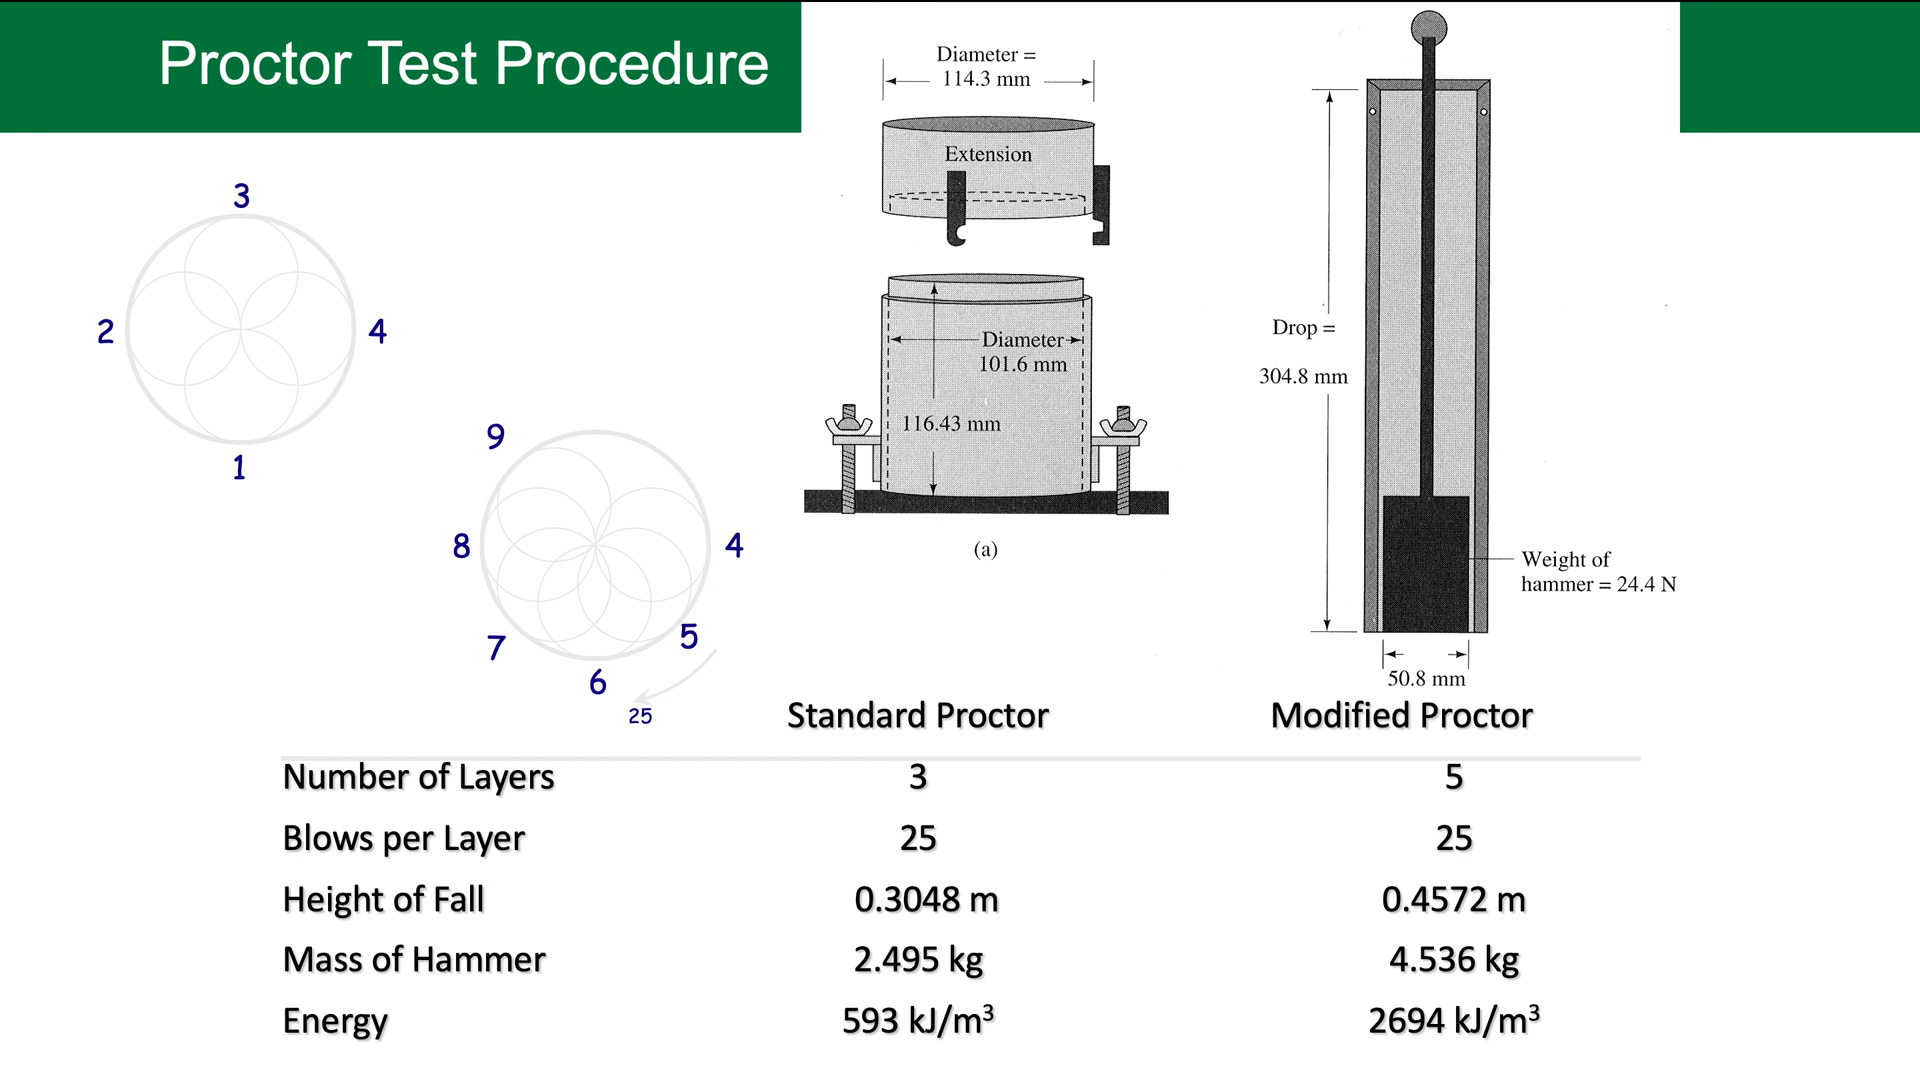 Proctor Test Procedure
Diameter =
114.3 mm
Extension
Diameter
101.6 mm
116.43 mm
(a)
Drop =
304.8 mm
Weight of
hammer = 24.4 N
50.8 mm
3
2
4
1
9
8
4
7
5
6
25
Standard Proctor Modified Proctor
Number of Layers 3 5
Blows per Layer 25 25
Height of Fall 0.3048 m 0.4572 m
Mass of Hammer 2.495 kg 4.536 kg
Energy 593 kJ/m³ 2694 kJ/m³